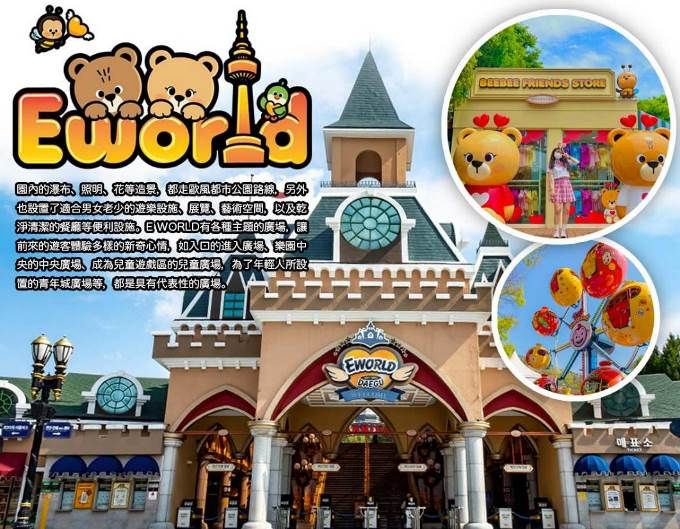 Eworld
BEEBEE FRIENDS STORE
園內的瀑布、照明、花等造景，都走歐風都市公園路線，另外
也設置了適合男女老少的遊樂設施、展覽、藝術空間，以及乾
淨清潔的餐廳等便利設施。E WORLD有各種主題的廣場，讓
前來的遊客體驗多樣的新奇心情，如入口的進入廣場、樂園中
央的中央廣場、成為兒童遊戲區的兒童廣場，為了年輕人所設
置的青年城廣場等，都是具有代表性的廣場。
EWORLD
DAEGU
매표소
TICKET